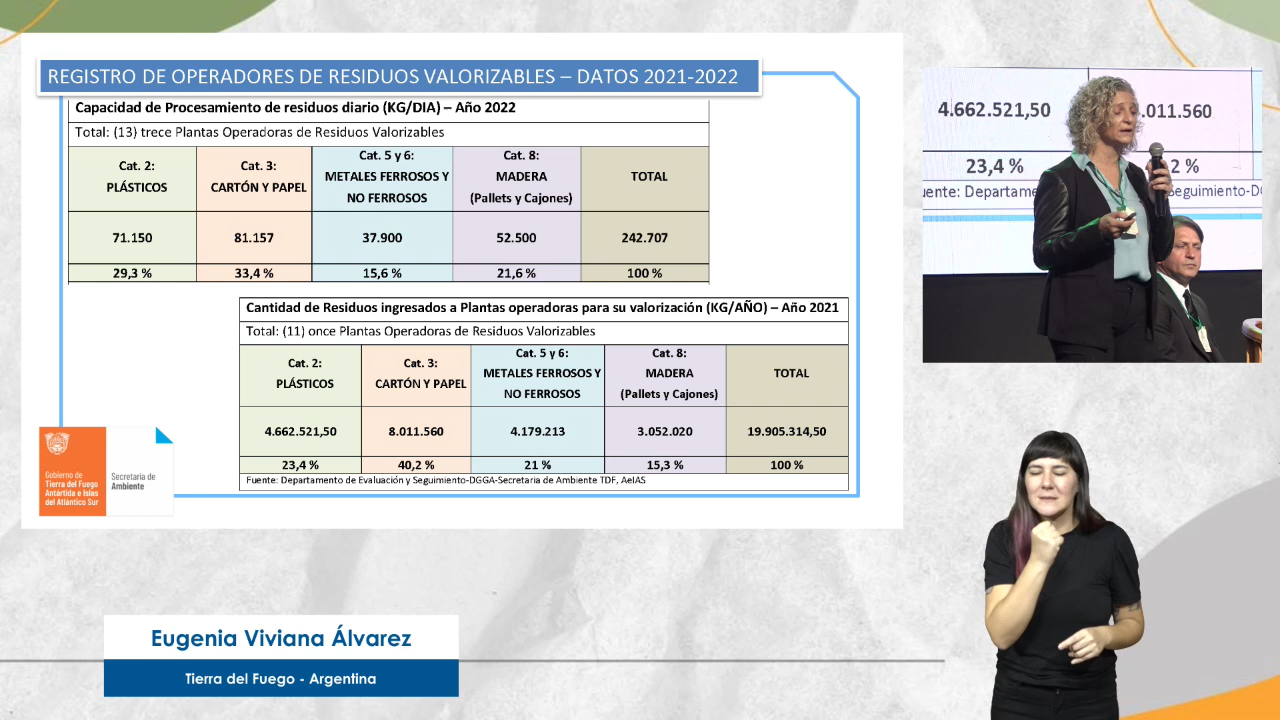 REGISTRO DE OPERADORES DE RESIDUOS VALORIZABLES – DATOS 2021-2022
Capacidad de Procesamiento de residuos diario (KG/DIA) – Año 2022
Total: (13) trece Plantas Operadoras de Residuos Valorizables
Cat. 2: PLÁSTICOS
Cat. 3: CARTÓN Y PAPEL
Cat. 5 y 6: METALES FERROSOS Y NO FERROSOS
Cat. 8: MADERA (Pallets y Cajones)
TOTAL
71.150 81.157 37.900 52.500 242.707
29,3 % 33,4 % 15,6 % 21,6 % 100 %
Cantidad de Residuos ingresados a Plantas operadoras para su valorización (KG/AÑO) – Año 2021
Total: (11) once Plantas Operadoras de Residuos Valorizables
Cat. 2: PLÁSTICOS
Cat. 3: CARTÓN Y PAPEL
Cat. 5 y 6: METALES FERROSOS Y NO FERROSOS
Cat. 8: MADERA (Pallets y Cajones)
TOTAL
4.662.521,50 8.011.560 4.179.213 3.052.020 19.905.314,50
23,4 % 40,2 % 21 % 15,3 % 100 %
Fuente: Departamento de Evaluación y Seguimiento-DGGA-Secretaria de Ambiente TDF, AeIAS
Gobierno de
Tierra del Fuego
Antártida e Islas
del Atlántico Sur
Secretaría de
Ambiente
4.662.521,50 .011.560
23,4 % 2 %
uente: Departame Seguimiento-DG
Eugenia Viviana Álvarez
Tierra del Fuego - Argentina